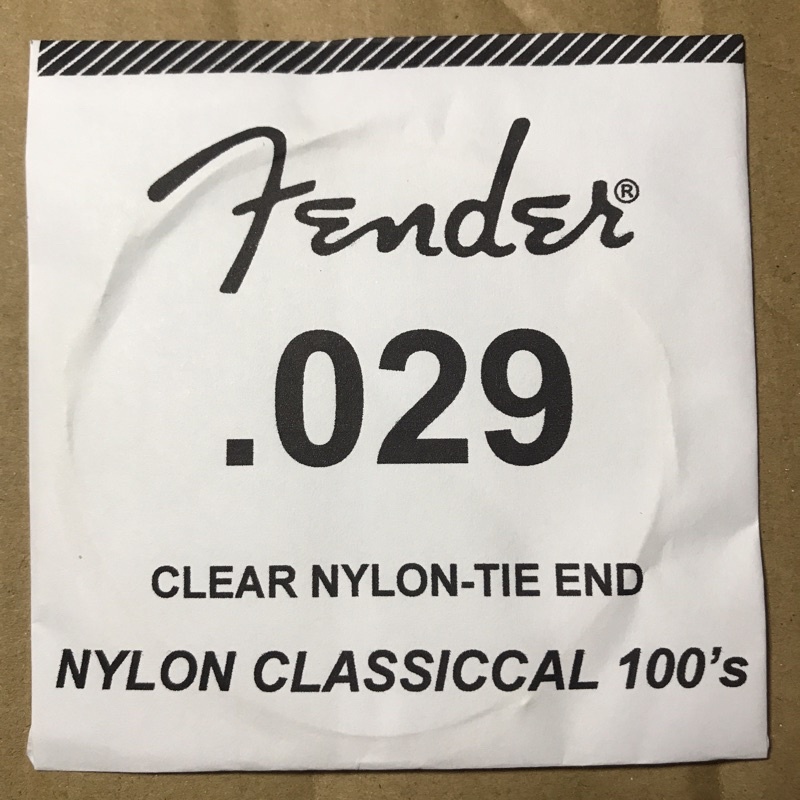 Fender®
.029
CLEAR NYLON-TIE END
NYLON CLASSICCAL 100's